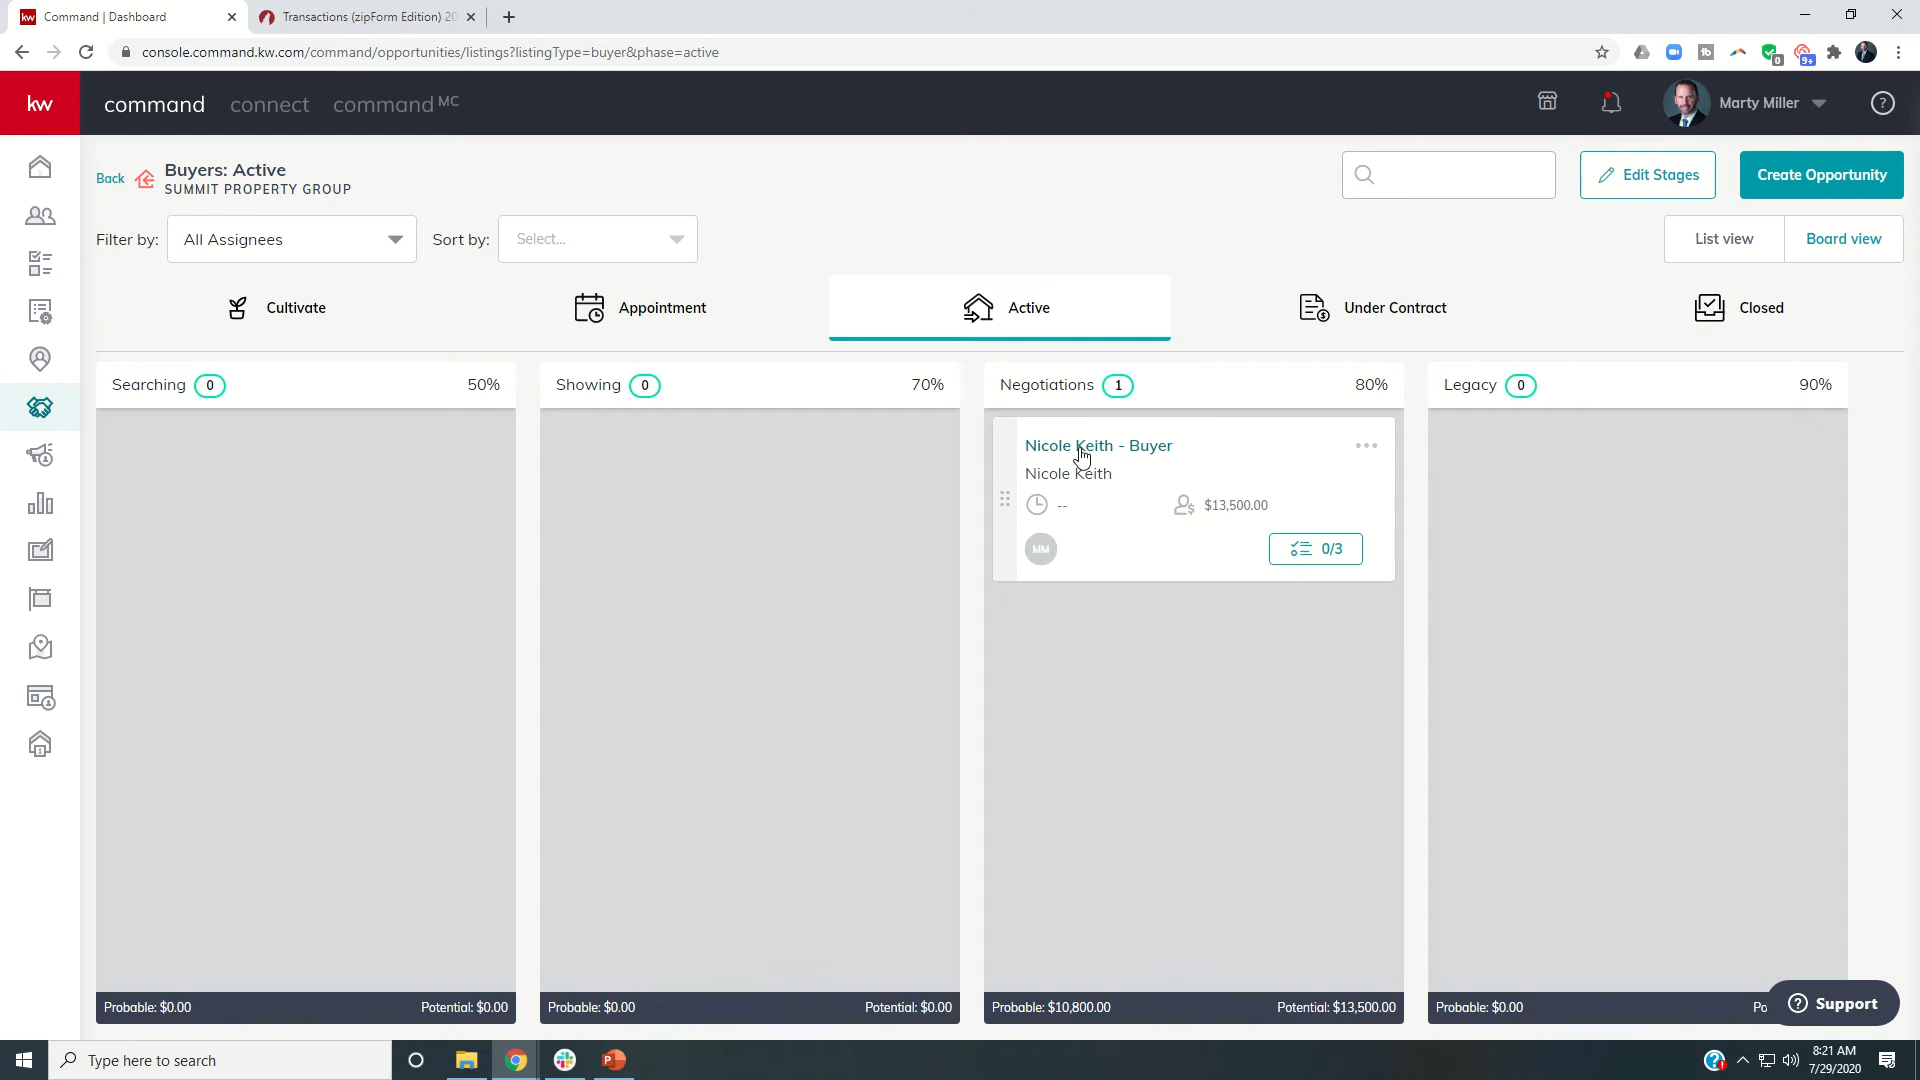 Command | Dashboard
Transactions (zipForm Edition) 20
console.command.kw.com/command/opportunities/listings?listingType=buyer&phase=active
0
9+
kw
command
connect
command MC
Marty Miller
Back
Buyers: Active
SUMMIT PROPERTY GROUP
Edit Stages
Create Opportunity
Filter by:
All Assignees
Sort by:
Select...
List view
Board view
Cultivate
Appointment
Active
Under Contract
Closed
Searching 0 50%
Showing 0 70%
Negotiations 1 80%
Legacy 0 90%
Nicole Keith - Buyer
Nicole Keith
--
$13,500.00
MM
0/3
Probable: $0.00
Potential: $0.00
Probable: $0.00
Potential: $0.00
Probable: $10,800.00
Potential: $13,500.00
Probable: $0.00
Po
Support
Type here to search
8:21 AM
7/29/2020